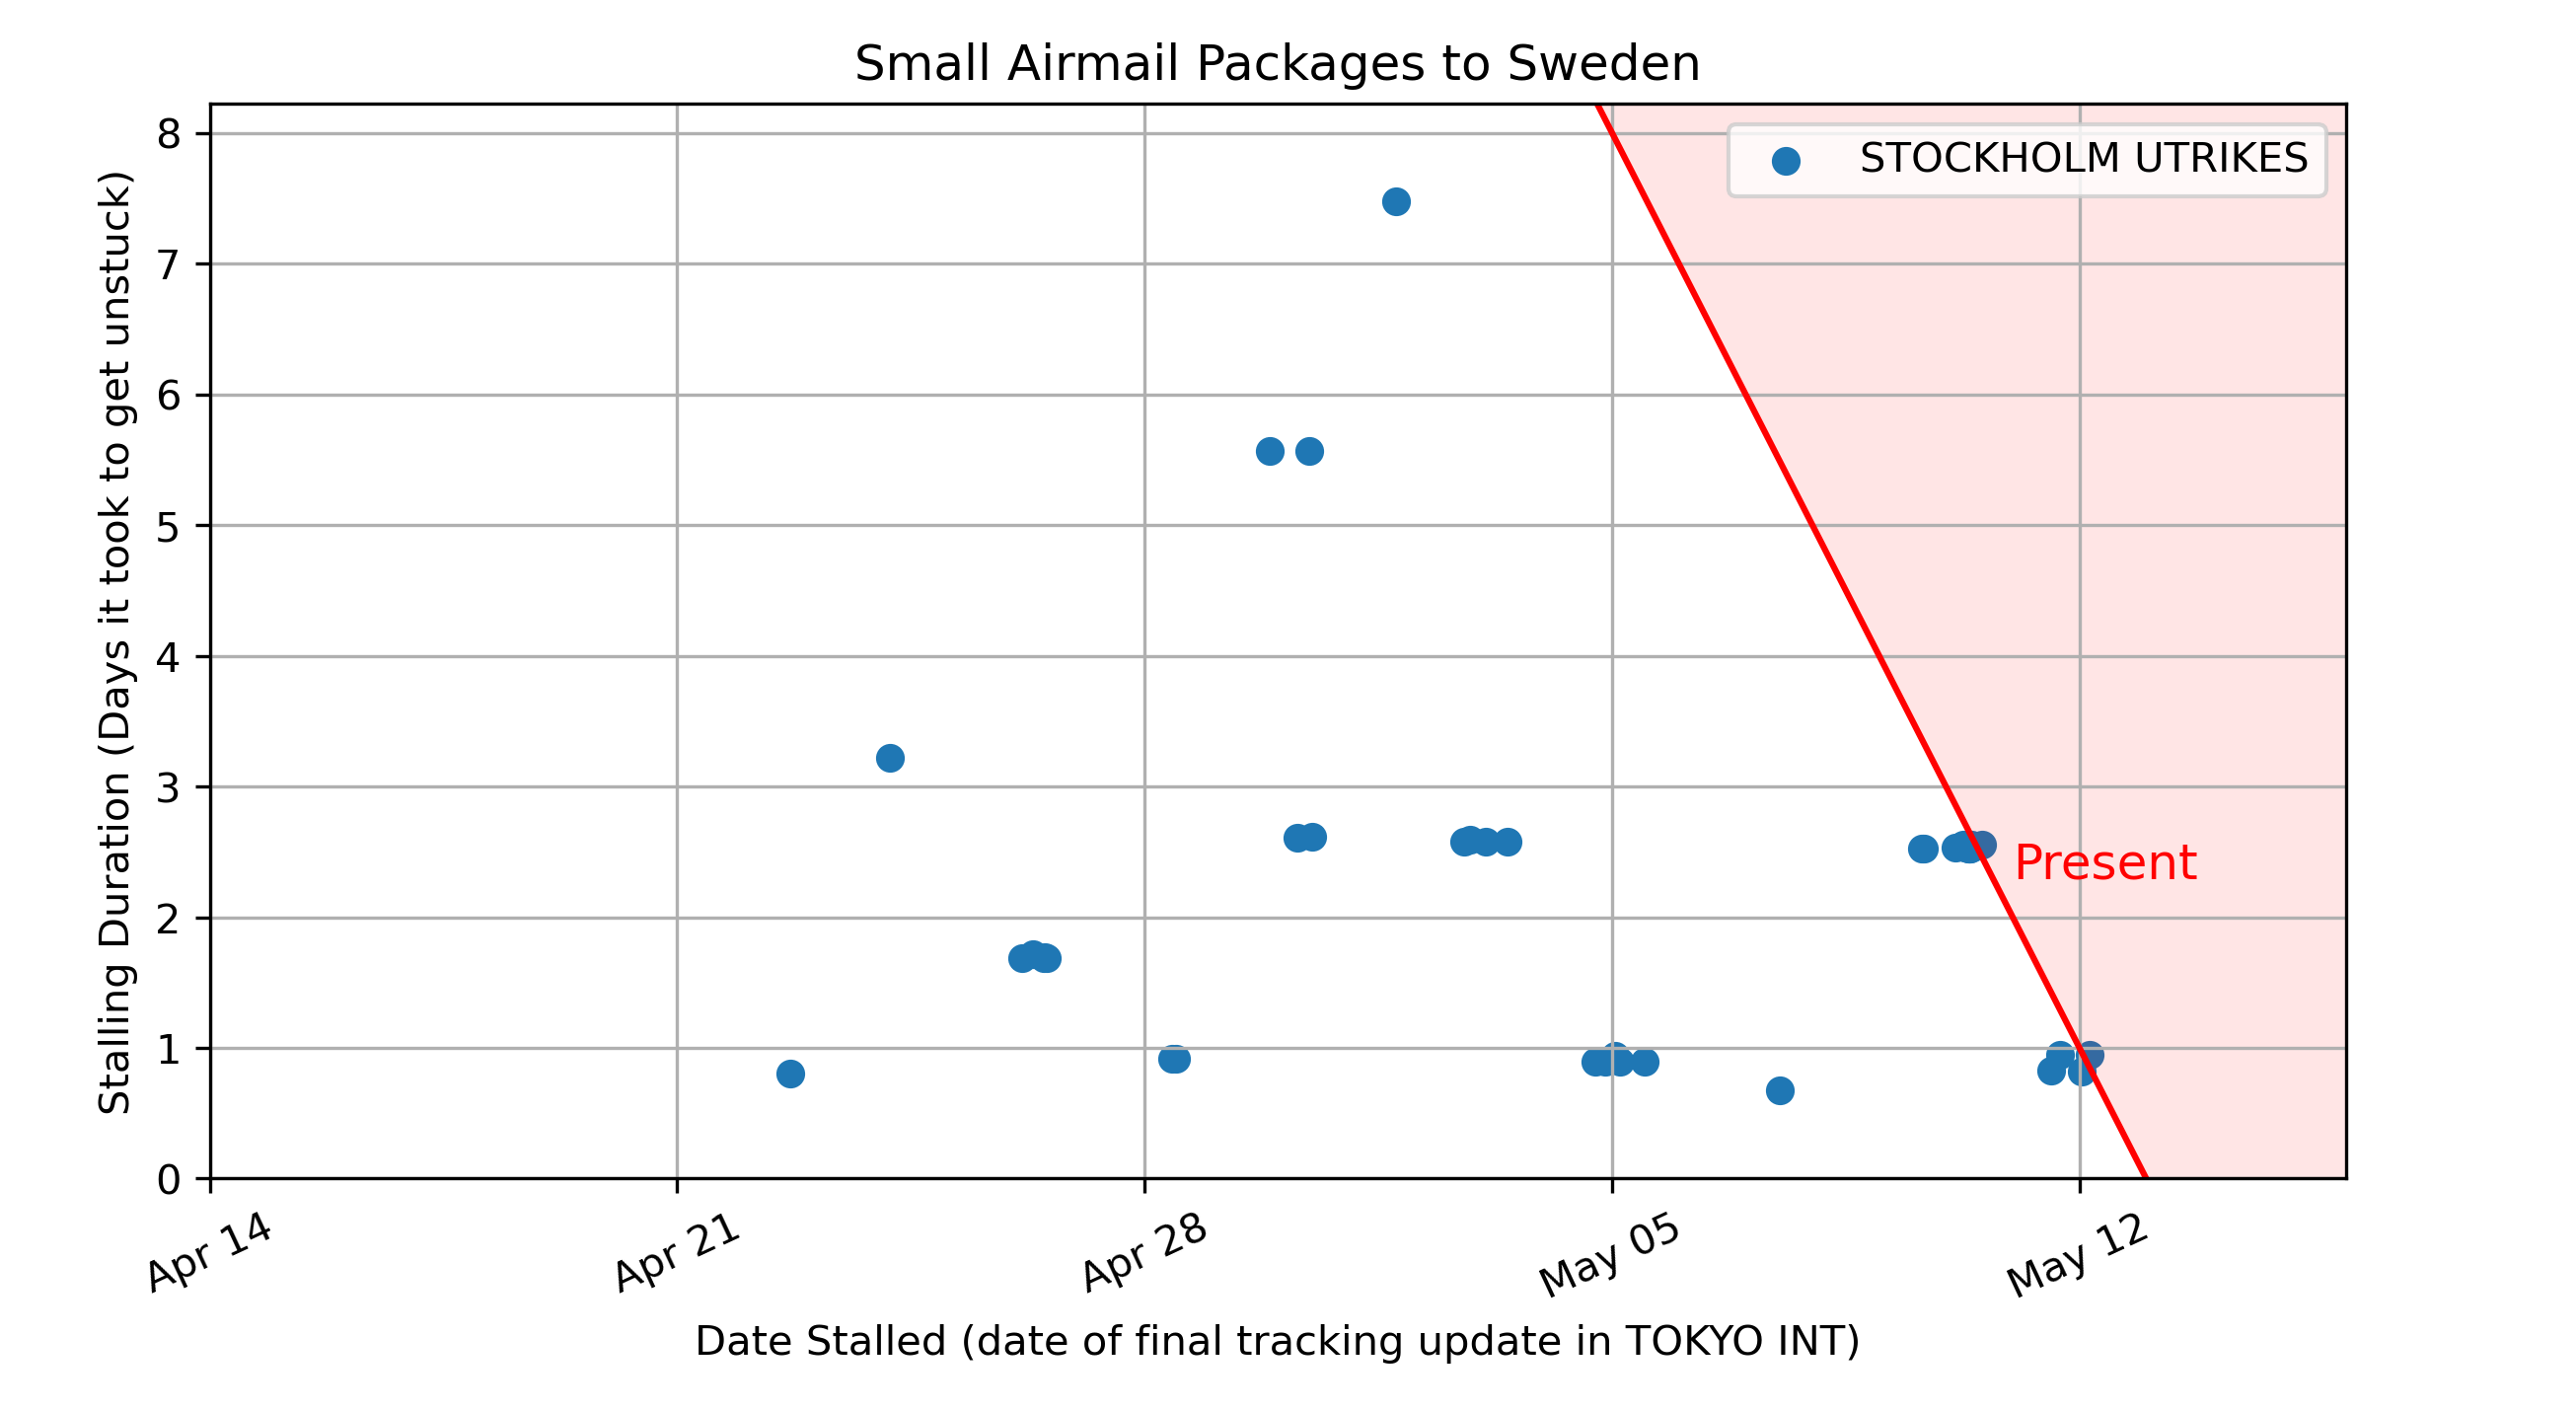 Small Airmail Packages to Sweden
STOCKHOLM UTRIKES
Stalling Duration (Days it took to get unstuck)
8
7
6
5
4
3
2
1
0
Present
Apr 14
Apr 21
Apr 28
May 05
May 12
Date Stalled (date of final tracking update in TOKYO INT)